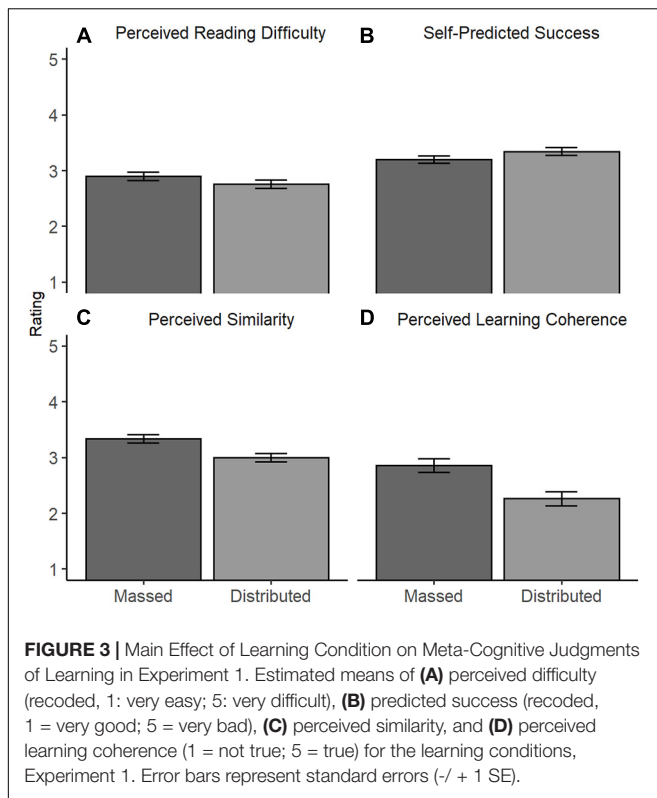 A Perceived Reading Difficulty
B Self-Predicted Success
5
4
3
2
1
Rating
C Perceived Similarity
D Perceived Learning Coherence
5
4
3
2
1
Massed Distributed Massed Distributed
FIGURE 3 | Main Effect of Learning Condition on Meta-Cognitive Judgments
of Learning in Experiment 1. Estimated means of (A) perceived difficulty
(recoded, 1: very easy; 5: very difficult), (B) predicted success (recoded,
1 = very good; 5 = very bad), (C) perceived similarity, and (D) perceived
learning coherence (1 = not true; 5 = true) for the learning conditions,
Experiment 1. Error bars represent standard errors (-/ + 1 SE).